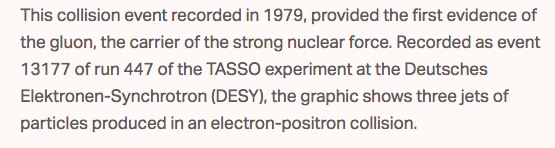 This collision event recorded in 1979, provided the first evidence of
the gluon, the carrier of the strong nuclear force. Recorded as event
13177 of run 447 of the TASSO experiment at the Deutsches
Elektronen-Synchrotron (DESY), the graphic shows three jets of
particles produced in an electron-positron collision.